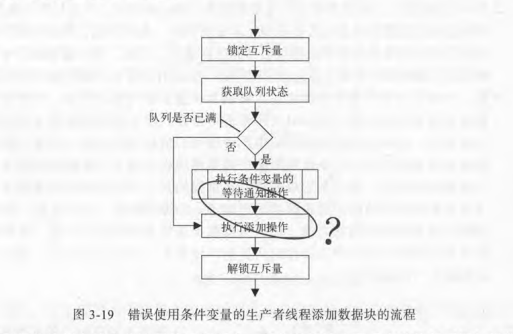 锁定互斥量
获取队列状态
队列是否已满
否
是
执行条件变量的
等待通知操作
执行添加操作
?
解锁互斥量
图 3-19 错误使用条件变量的生产者线程添加数据块的流程